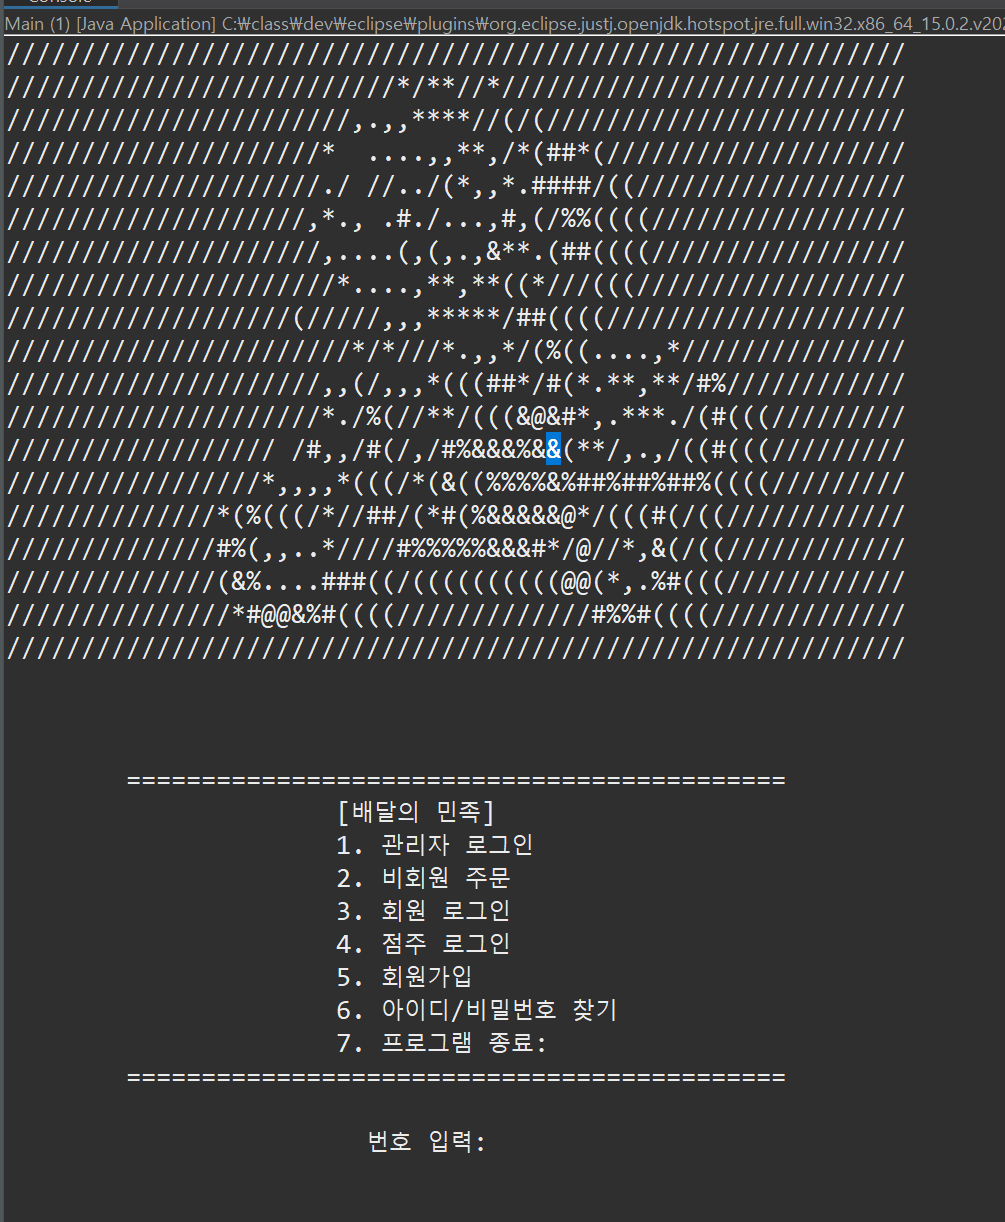 Console
Main (1) [Java Application] C:₩class₩dev₩eclipse₩plugins₩org.eclipse.justj.openjdk.hotspot.jre.full.win32.x86_64_15.0.2.v202
============================================
[배달의 민족]
1. 관리자 로그인
2. 비회원 주문
3. 회원 로그인
4. 점주 로그인
5. 회원가입
6. 아이디/비밀번호 찾기
7. 프로그램 종료:
============================================
번호 입력: